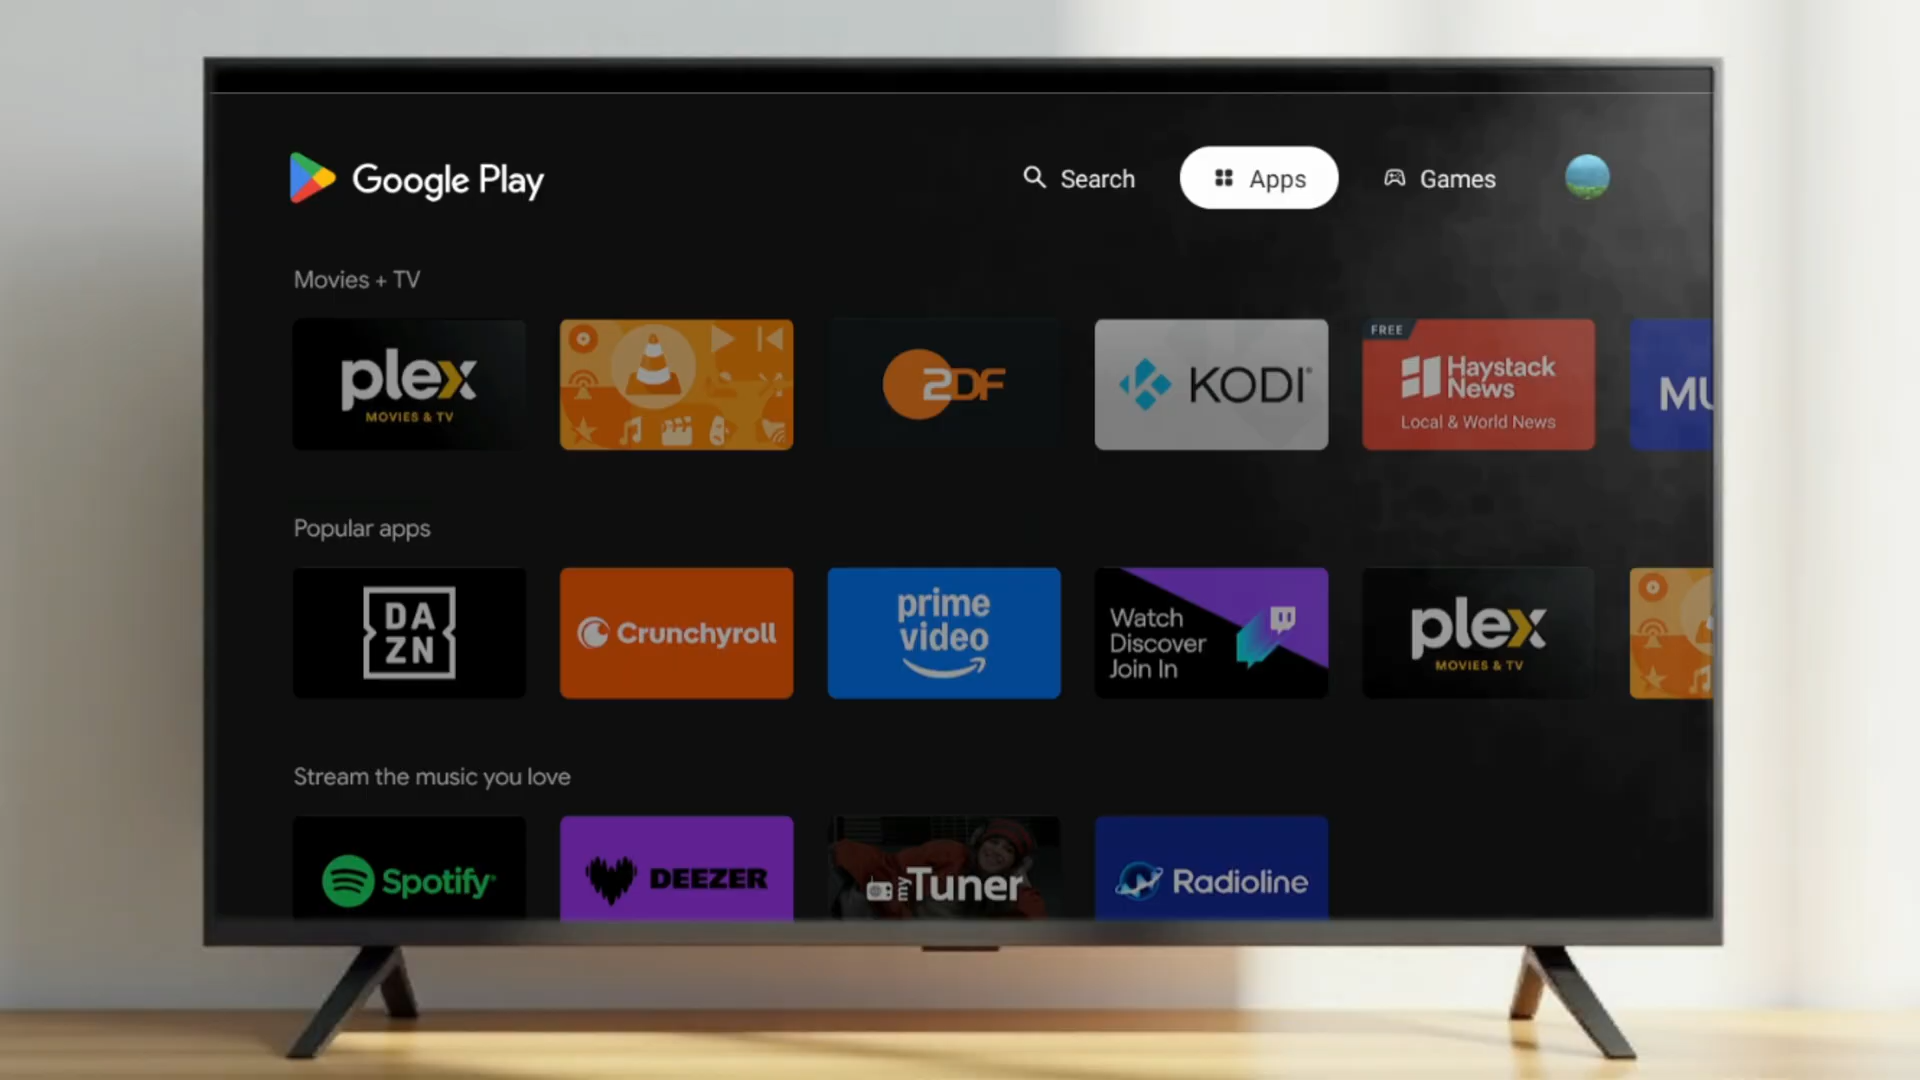 Google Play
Search
Apps
Games
Movies + TV
plex
MOVIES & TV
2DF
KODI
FREE
Haystack
News
Local & World News
MU
Popular apps
DA
ZN
Crunchyroll
prime
video
Watch
Discover
Join In
plex
MOVIES & TV
Stream the music you love
Spotify
DEEZER
myTuner
Radioline